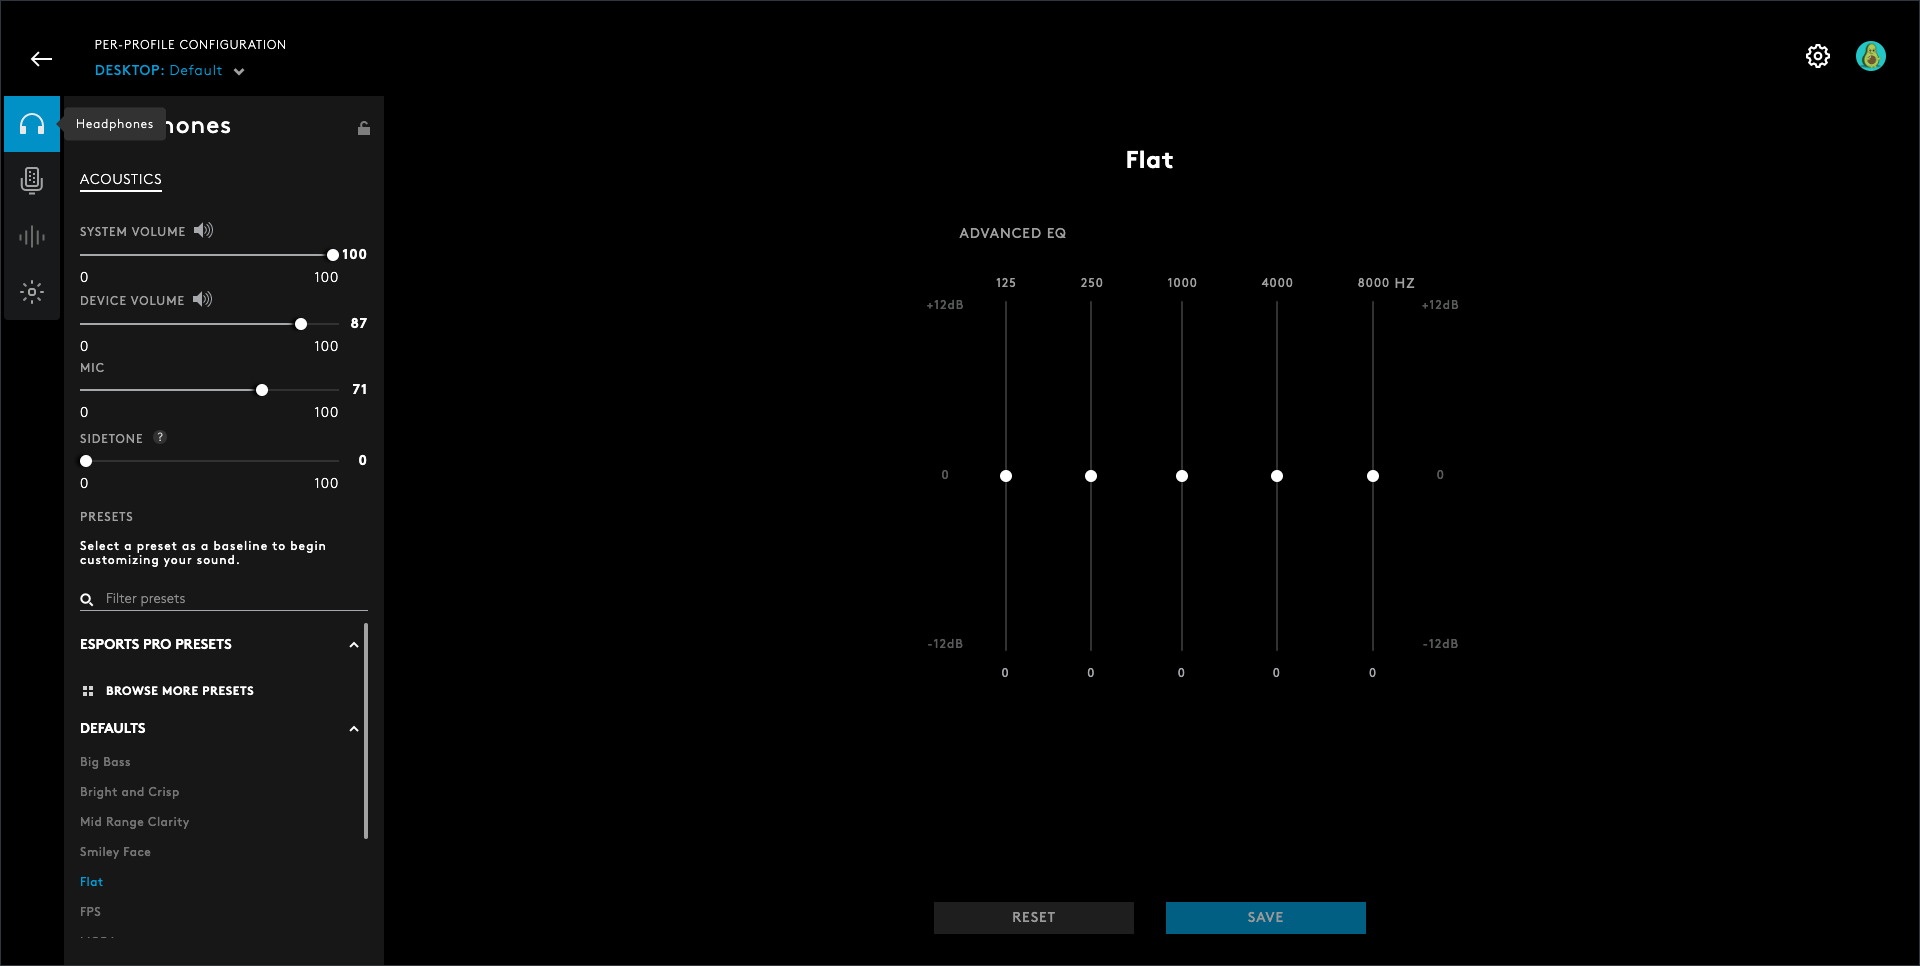 PER-PROFILE CONFIGURATION
DESKTOP: Default
Headphones
hones
ACOUSTICS
SYSTEM VOLUME
100
0 100
DEVICE VOLUME
87
0 100
MIC
71
0 100
SIDETONE ?
0
0 100
PRESETS
Select a preset as a baseline to begin
customizing your sound.
Filter presets
ESPORTS PRO PRESETS
BROWSE MORE PRESETS
DEFAULTS
Big Bass
Bright and Crisp
Mid Range Clarity
Smiley Face
Flat
FPS
Flat
ADVANCED EQ
125 250 1000 4000 8000 HZ
+12dB +12dB
0 0
-12dB -12dB
0 0 0 0 0
RESET SAVE